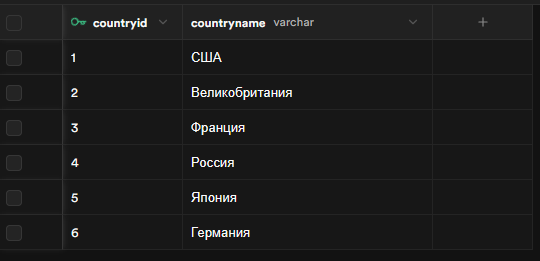 countryid countryname varchar
1 США
2 Великобритания
3 Франция
4 Россия
5 Япония
6 Германия